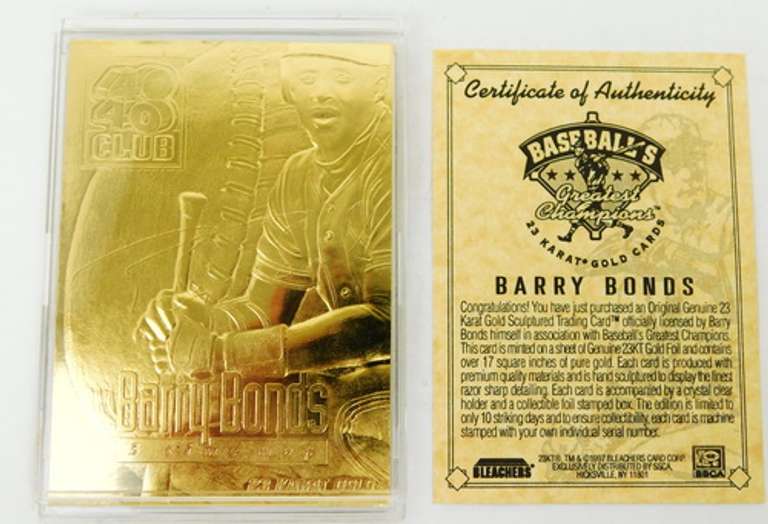 40
40
CLUB
Barry Bonds
Certificate of Authenticity
BASEBALL'S
Greatest
Champions™
23 KARAT GOLD CARDS
BARRY BONDS
Congratulations! You have just purchased an Original Genuine 23
Karat Gold Sculptured Trading Card™ officially licensed by Barry
Bonds himself in association with Baseball's Greatest Champions.
This card is minted on a sheet of Genuine 23KT Gold Foil and contains
over 17 square inches of pure gold. Each card is produced with
premium quality materials and is hand sculptured to display the finest
razor sharp detailing. Each card is accompanied by a crystal clear
holder and a collectible foil stamped box. The edition is limited to
only 10 striking days and to ensure collectibility, each card is machine
stamped with your own individual serial number.
BLEACHERS
23KT®, TM & ©1997 BLEACHERS CARD CORP.
EXCLUSIVELY DISTRIBUTED BY SSCA,
HICKSVILLE, NY 11801
SSCA